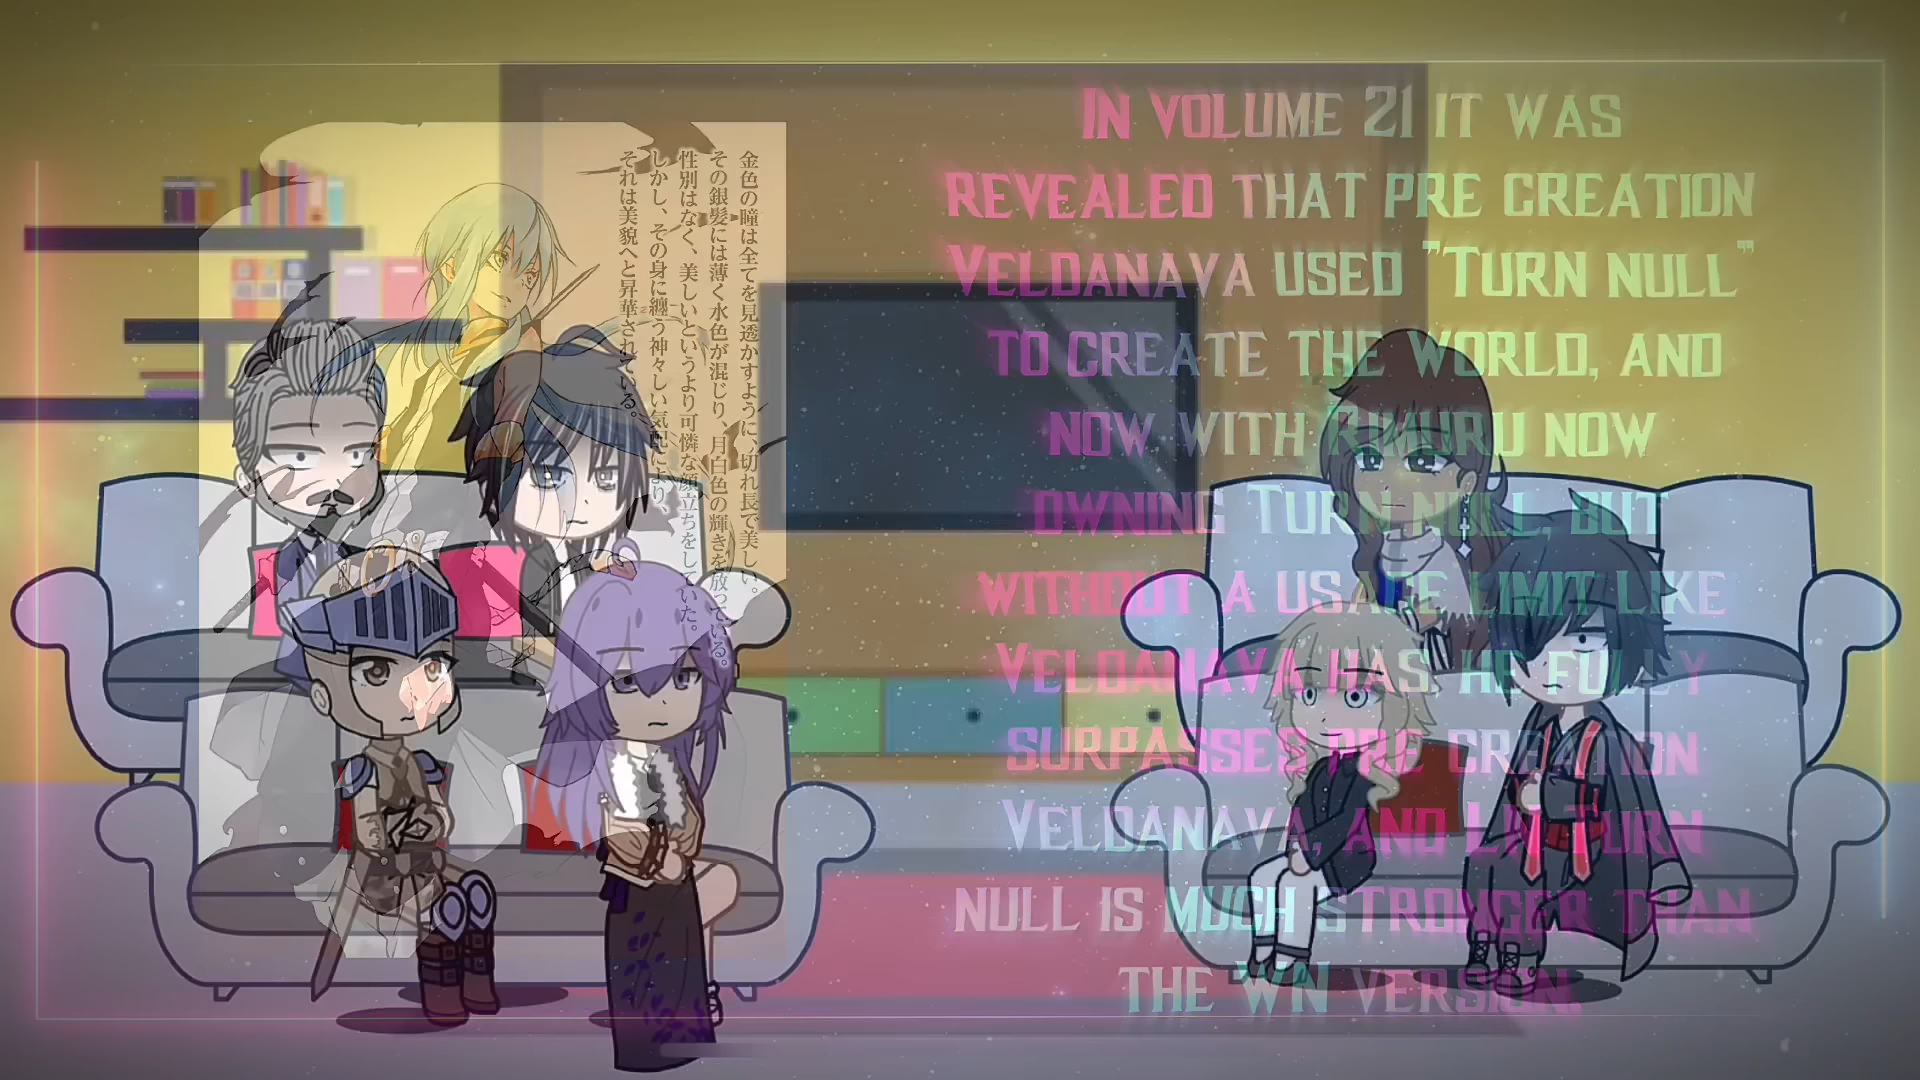 金色の瞳は全てを見透かすように、切れ長で美しい。
その銀髪には薄く水色が混じり、月白色の輝きを放っている。
性別はなく、美しいというより可憐な顔立ちをしていた。
しかし、その身に纏う神々しい気配により、
それは美貌へと昇華されている。
IN VOLUME 21 IT WAS
REVEALED THAT PRE CREATION
VELDANAVA USED "TURN NULL"
TO CREATE THE WORLD, AND
NOW WITH RIMURU NOW
OWNING TURN NULL, BUT
WITHOUT A USAGE LIMIT LIKE
VELDANAVA HAS, HE FULLY
SURPASSES PRE CREATION
VELDANAVA, AND LN TURN
NULL IS MUCH STRONGER THAN
THE WN VERSION.